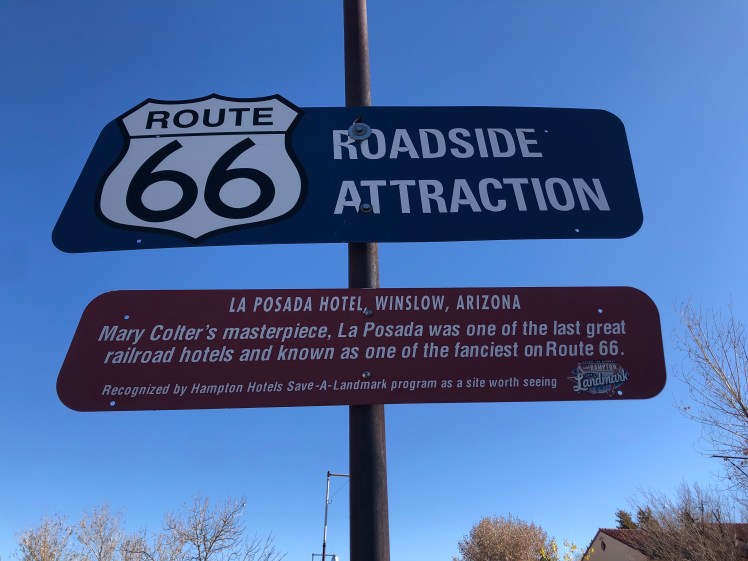 ROUTE
66
ROADSIDE
ATTRACTION
LA POSADA HOTEL, WINSLOW, ARIZONA
Mary Colter's masterpiece, La Posada was one of the last great
railroad hotels and known as one of the fanciest on Route 66.
Recognized by Hampton Hotels Save-A-Landmark program as a site worth seeing
HAMPTON
Landmark